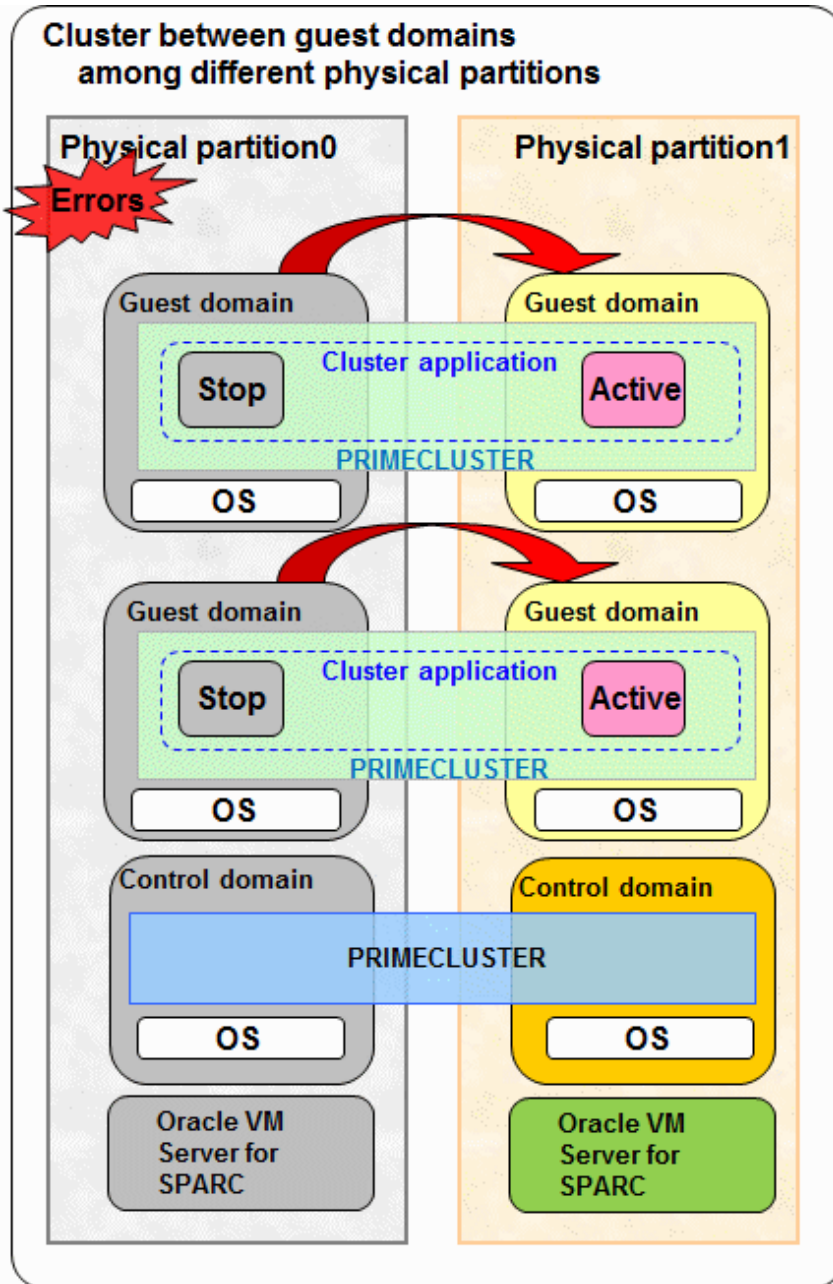 Cluster between guest domains
among different physical partitions
Physical partition0
Physical partition1
Errors
Guest domain
Guest domain
Cluster application
Stop
Active
PRIMECLUSTER
OS
OS
Guest domain
Guest domain
Cluster application
Stop
Active
PRIMECLUSTER
OS
OS
Control domain
Control domain
PRIMECLUSTER
OS
OS
Oracle VM
Server for
SPARC
Oracle VM
Server for
SPARC